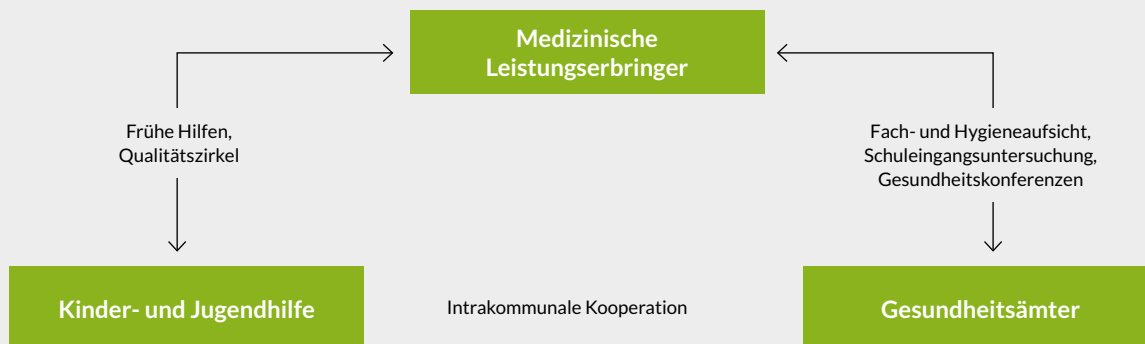 Medizinische
Leistungserbringer
Frühe Hilfen,
Qualitätszirkel
Fach- und Hygieneaufsicht,
Schuleingangsuntersuchung,
Gesundheitskonferenzen
Kinder- und Jugendhilfe
Intrakommunale Kooperation
Gesundheitsämter